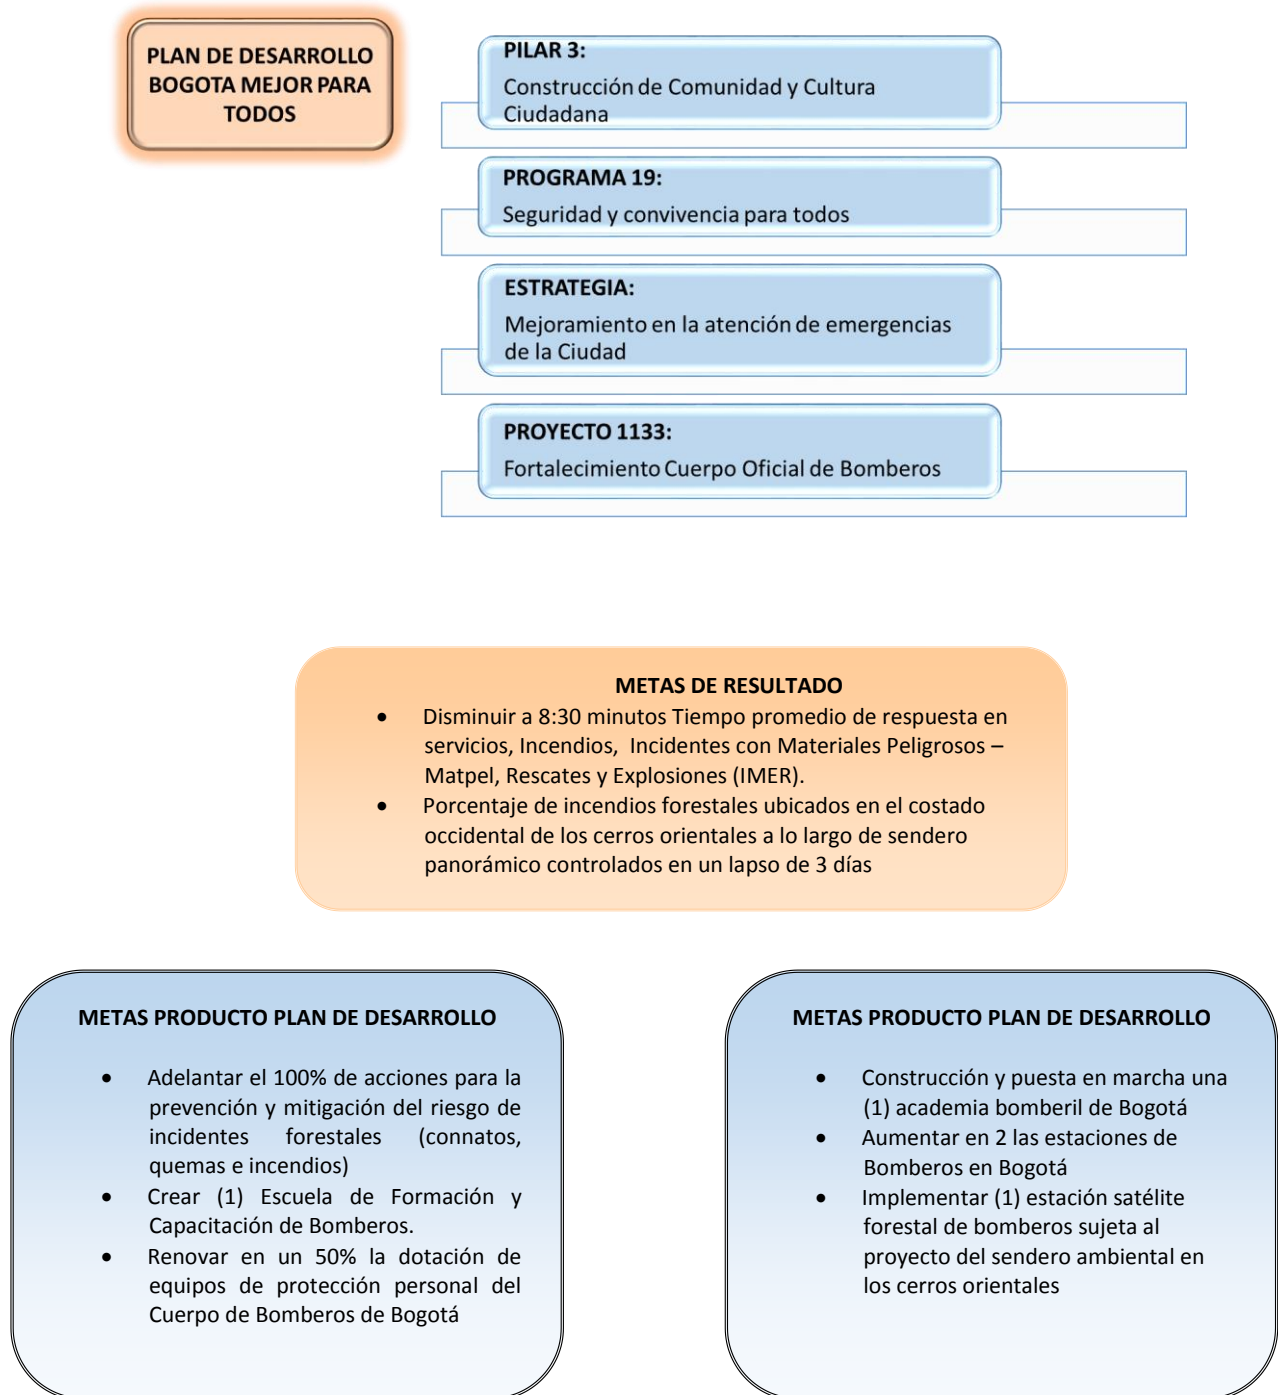 PLAN DE DESARROLLO
BOGOTA MEJOR PARA
TODOS
PILAR 3:
Construcción de Comunidad y Cultura
Ciudadana
PROGRAMA 19:
Seguridad y convivencia para todos
ESTRATEGIA:
Mejoramiento en la atención de emergencias
de la Ciudad
PROYECTO 1133:
Fortalecimiento Cuerpo Oficial de Bomberos
METAS DE RESULTADO
• Disminuir a 8:30 minutos Tiempo promedio de respuesta en
servicios, Incendios, Incidentes con Materiales Peligrosos –
Matpel, Rescates y Explosiones (IMER).
• Porcentaje de incendios forestales ubicados en el costado
occidental de los cerros orientales a lo largo de sendero
panorámico controlados en un lapso de 3 días
METAS PRODUCTO PLAN DE DESARROLLO
• Adelantar el 100% de acciones para la
prevención y mitigación del riesgo de
incidentes forestales (connatos,
quemas e incendios)
• Crear (1) Escuela de Formación y
Capacitación de Bomberos.
• Renovar en un 50% la dotación de
equipos de protección personal del
Cuerpo de Bomberos de Bogotá
METAS PRODUCTO PLAN DE DESARROLLO
• Construcción y puesta en marcha una
(1) academia bomberil de Bogotá
• Aumentar en 2 las estaciones de
Bomberos en Bogotá
• Implementar (1) estación satélite
forestal de bomberos sujeta al
proyecto del sendero ambiental en
los cerros orientales